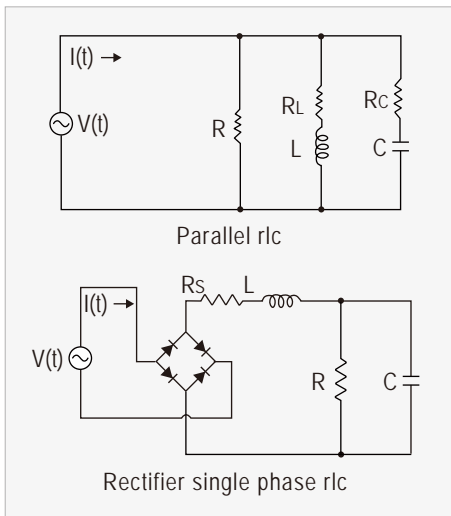 I(t)
V(t)
R
RL
L
RC
C
Parallel rlc
RS L
I(t)
V(t)
R
C
Rectifier single phase rlc